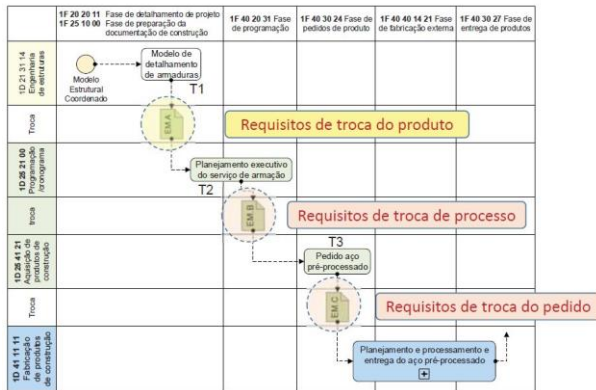 1F 20 20 11 Fase de detalhamento de projeto
1F 25 10 00 Fase de preparação da
documentação de construção
1F 40 20 31 Fase
de programação
1F 40 30 24 Fase de
pedidos de produto
1F 40 40 14 21 Fase
de fabricação externa
1F 40 30 27 Fase de
entrega de produtos
1D 21 31 14
Engenharia
de estruturas
Modelo
Estrutural
Coordenado
Modelo de
detalhamento
de armaduras
T1
Troca
EM.A
Requisitos de troca do produto
1D 25 21 00
Programação
/cronograma
Planejamento executivo
do serviço de armação
T2
troca
EM.B
Requisitos de troca de processo
1D 25 41 21
Aquisição de
produtos de
construção
T3
Pedido aço
pré-processado
Troca
EM.C
Requisitos de troca do pedido
1D 41 11 11
Fabricação
de produtos
de construção
Planejamento e processamento e
entrega do aço pré-processado